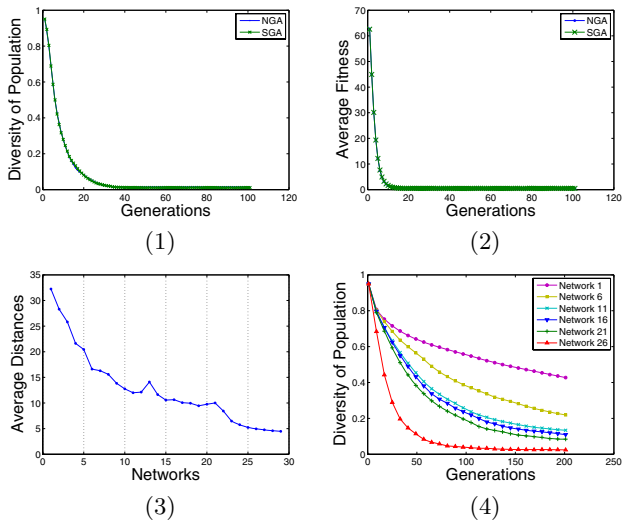 Diversity of Population
1
0.8
0.6
0.4
0.2
0
0 20 40 60 80 100 120
Generations
NGA
SGA
(1)
Average Fitness
70
60
50
40
30
20
10
0
0 20 40 60 80 100 120
Generations
NGA
SGA
(2)
Average Distances
35
30
25
20
15
10
5
0
0 5 10 15 20 25 30
Networks
(3)
Diversity of Population
1
0.8
0.6
0.4
0.2
0
0 50 100 150 200 250
Generations
Network 1
Network 6
Network 11
Network 16
Network 21
Network 26
(4)